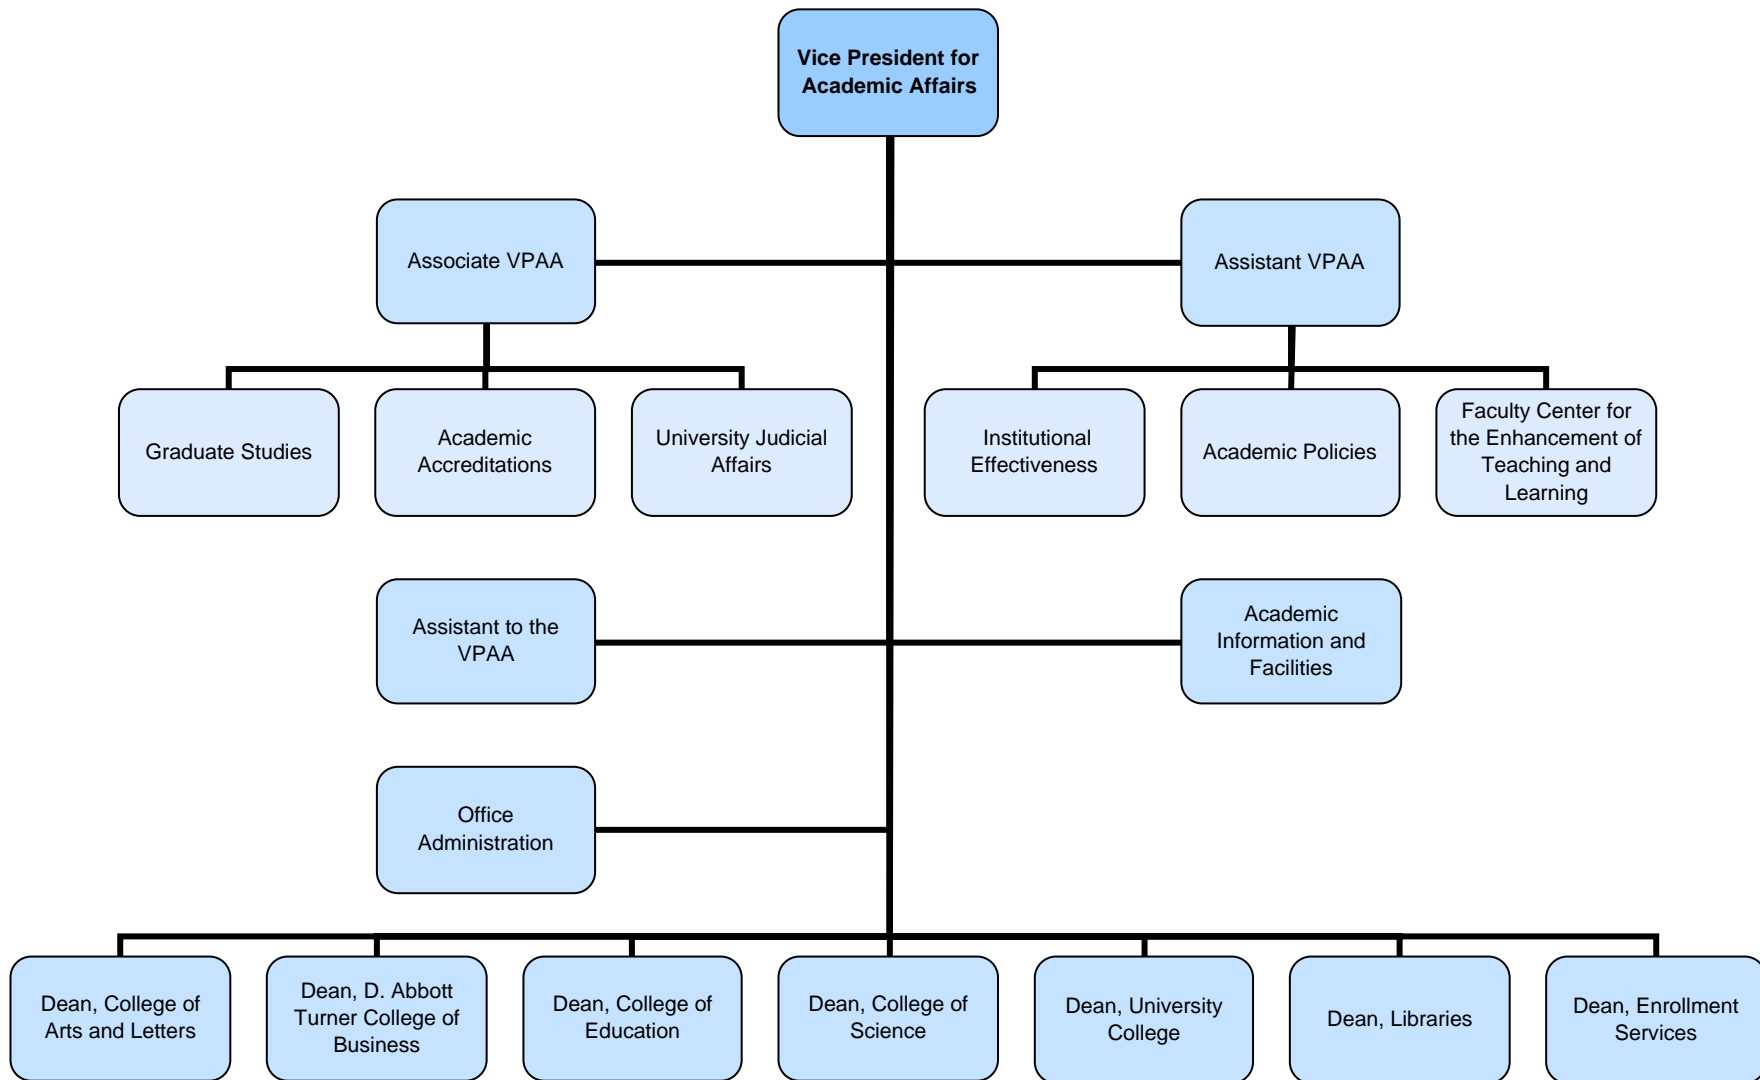 Vice President for
Academic Affairs
Associate VPAA
Assistant VPAA
Graduate Studies
Academic
Accreditations
University Judicial
Affairs
Institutional
Effectiveness
Academic Policies
Faculty Center for
the Enhancement of
Teaching and
Learning
Assistant to the
VPAA
Academic
Information and
Facilities
Office
Administration
Dean, College of
Arts and Letters
Dean, D. Abbott
Turner College of
Business
Dean, College of
Education
Dean, College of
Science
Dean, University
College
Dean, Libraries
Dean, Enrollment
Services